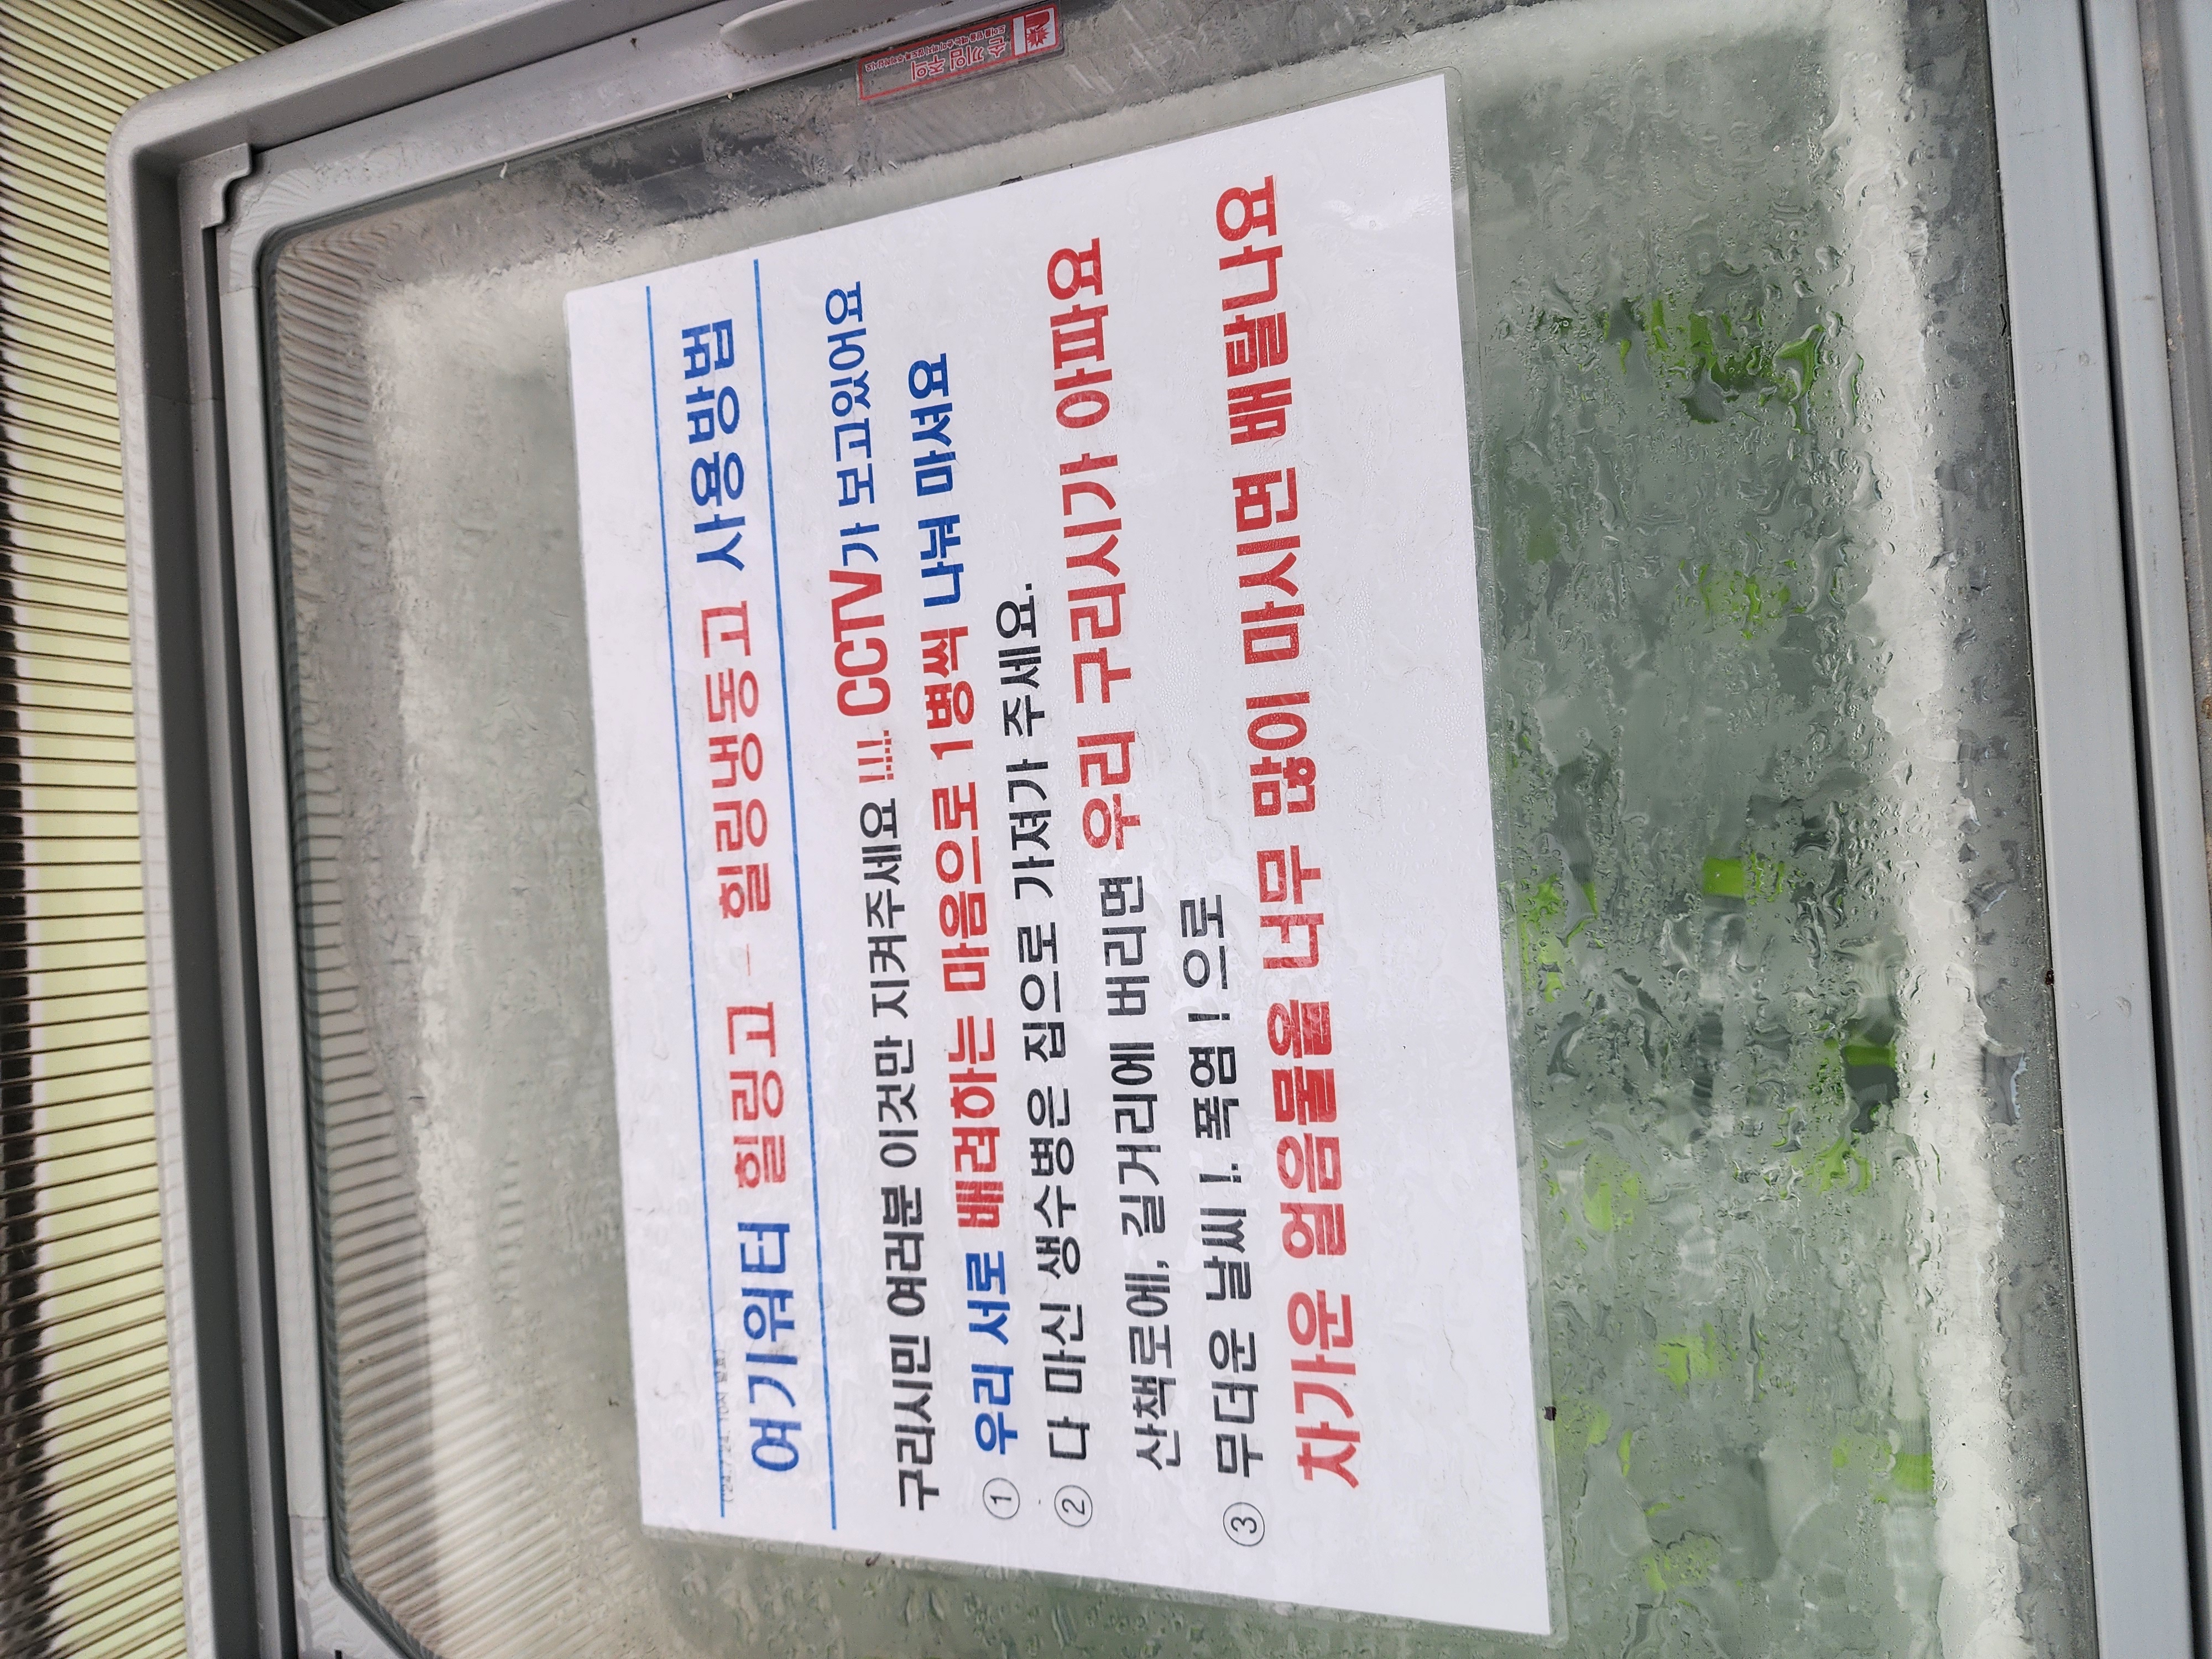 여기워터 힐링고 - 힐링냉동고 사용방법
구리시민 여러분 이것만 지켜주세요 !!!. CCTV가 보고있어요
① 우리 서로 배려하는 마음으로 1병씩 나눠 마셔요
② 다 마신 생수병은 집으로 가져가 주세요.
산책로에, 길거리에 버리면 우리 구리시가 아파요
③ 무더운 날씨 !. 폭염 ! 으로
차가운 얼음물을 너무 많이 마시면 배탈나요
손끼임 주의